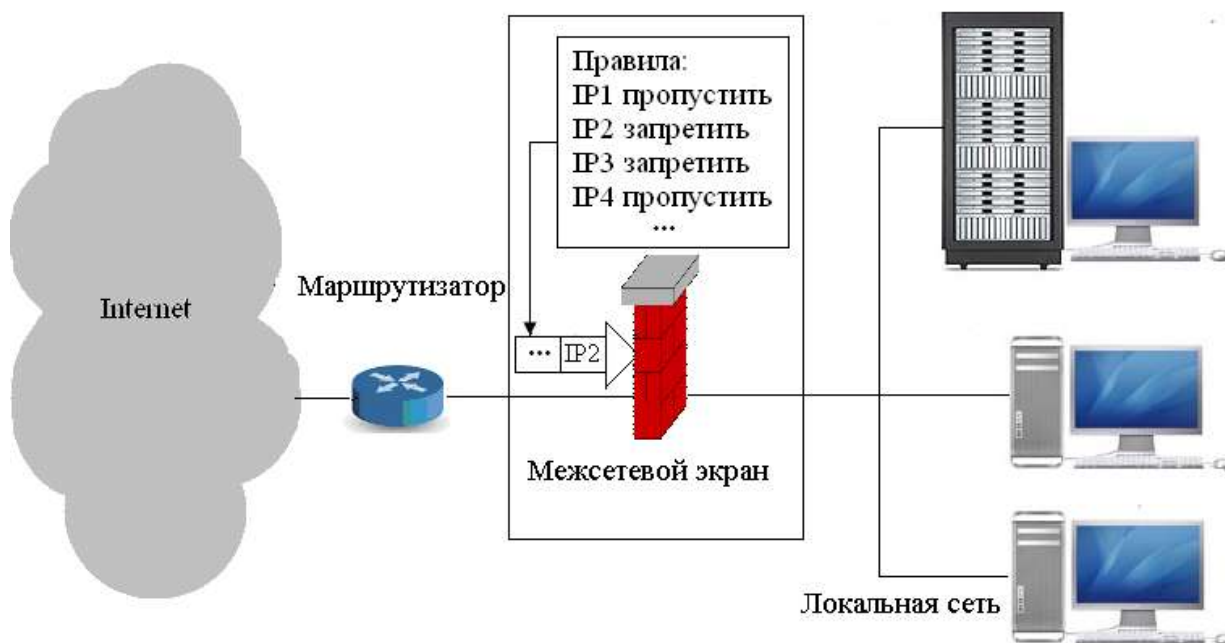 Правила:
IP1 пропустить
IP2 запретить
IP3 запретить
IP4 пропустить
...
Internet
Маршрутизатор
... IP2
Межсетевой экран
Локальная сеть